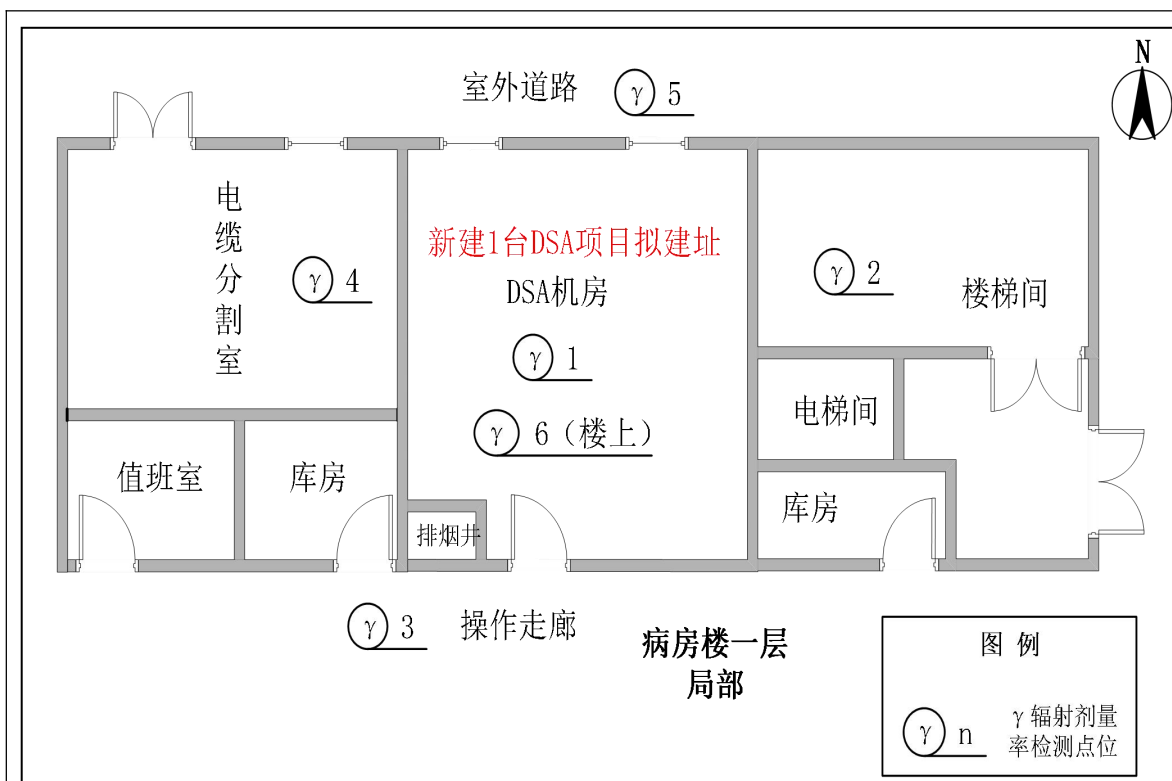 N
室外道路
γ 5
电缆分割室
新建1台DSA项目拟建址
DSA机房
γ 4
γ 2
楼梯间
γ 1
电梯间
γ 6（楼上）
值班室
库房
排烟井
库房
γ 3
操作走廊
病房楼一层
局部
图 例
γ n
γ 辐射剂量
率检测点位